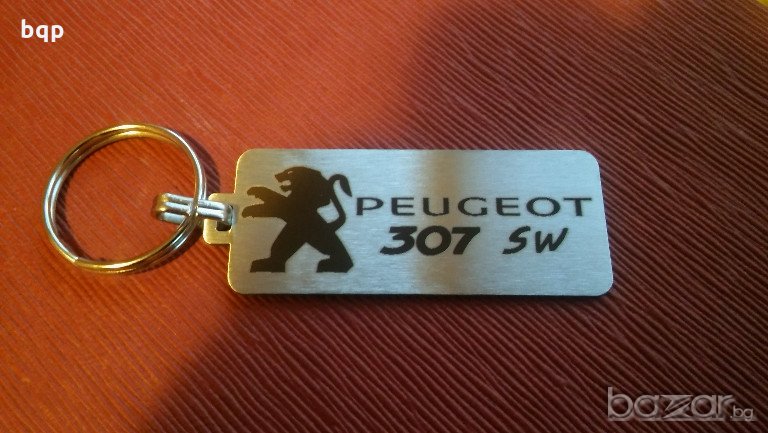 bqp
PEUGEOT
307 SW
bazar.bg